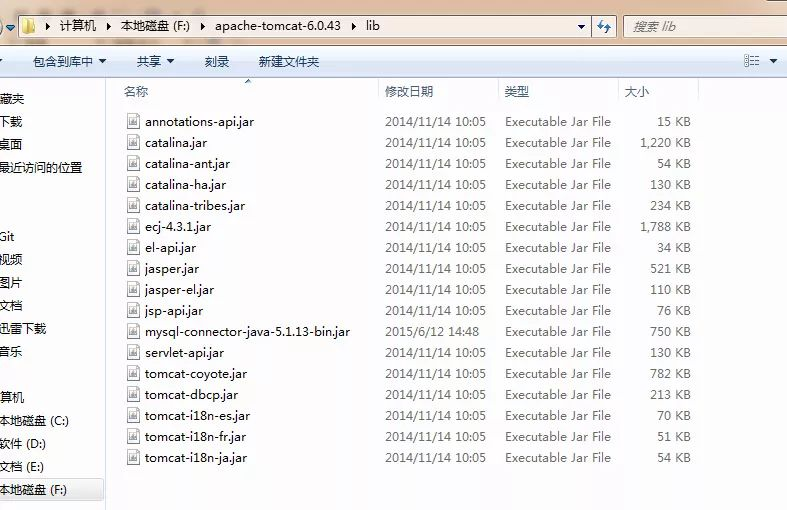 计算机 本地磁盘 (F:) apache-tomcat-6.0.43 lib 搜索 lib
包含到库中 共享 刻录 新建文件夹
名称 修改日期 类型 大小
annotations-api.jar 2014/11/14 10:05 Executable Jar File 15 KB
catalina.jar 2014/11/14 10:05 Executable Jar File 1,220 KB
catalina-ant.jar 2014/11/14 10:05 Executable Jar File 54 KB
catalina-ha.jar 2014/11/14 10:05 Executable Jar File 130 KB
catalina-tribes.jar 2014/11/14 10:05 Executable Jar File 234 KB
ecj-4.3.1.jar 2014/11/14 10:05 Executable Jar File 1,788 KB
el-api.jar 2014/11/14 10:05 Executable Jar File 34 KB
jasper.jar 2014/11/14 10:05 Executable Jar File 521 KB
jasper-el.jar 2014/11/14 10:05 Executable Jar File 110 KB
jsp-api.jar 2014/11/14 10:05 Executable Jar File 76 KB
mysql-connector-java-5.1.13-bin.jar 2015/6/12 14:48 Executable Jar File 750 KB
servlet-api.jar 2014/11/14 10:05 Executable Jar File 130 KB
tomcat-coyote.jar 2014/11/14 10:05 Executable Jar File 782 KB
tomcat-dbcp.jar 2014/11/14 10:05 Executable Jar File 213 KB
tomcat-i18n-es.jar 2014/11/14 10:05 Executable Jar File 70 KB
tomcat-i18n-fr.jar 2014/11/14 10:05 Executable Jar File 51 KB
tomcat-i18n-ja.jar 2014/11/14 10:05 Executable Jar File 54 KB
藏夹
下载
桌面
最近访问的位置
Git
视频
图片
文档
迅雷下载
音乐
算机
本地磁盘 (C:)
软件 (D:)
文档 (E:)
本地磁盘 (F:)